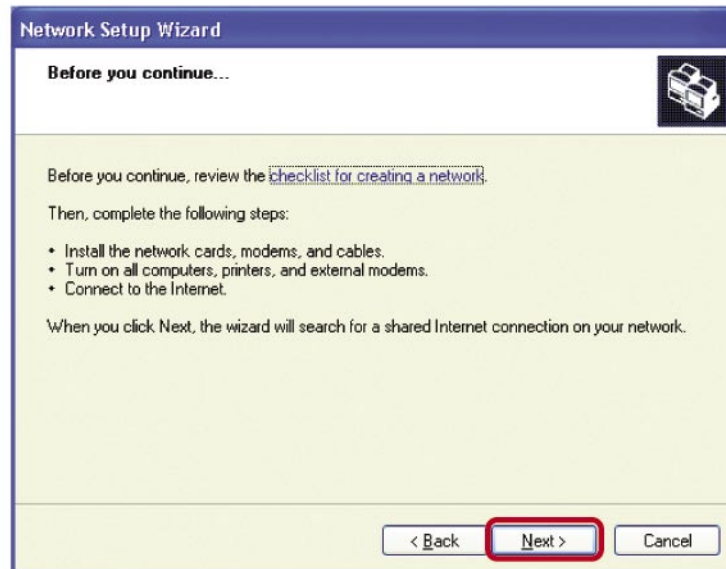 Network Setup Wizard
Before you continue...
Before you continue, review the checklist for creating a network.
Then, complete the following steps:
• Install the network cards, modems, and cables.
• Turn on all computers, printers, and external modems.
• Connect to the Internet.
When you click Next, the wizard will search for a shared Internet connection on your network.
< Back Next > Cancel